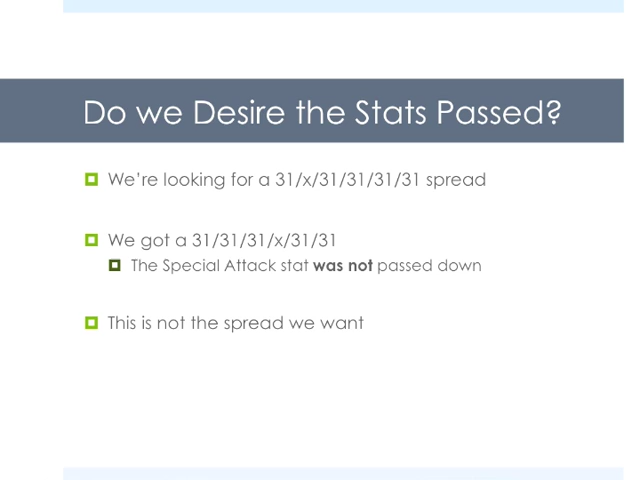 Do we Desire the Stats Passed?
We're looking for a 31/x/31/31/31/31 spread
We got a 31/31/31/x/31/31
The Special Attack stat was not passed down
This is not the spread we want